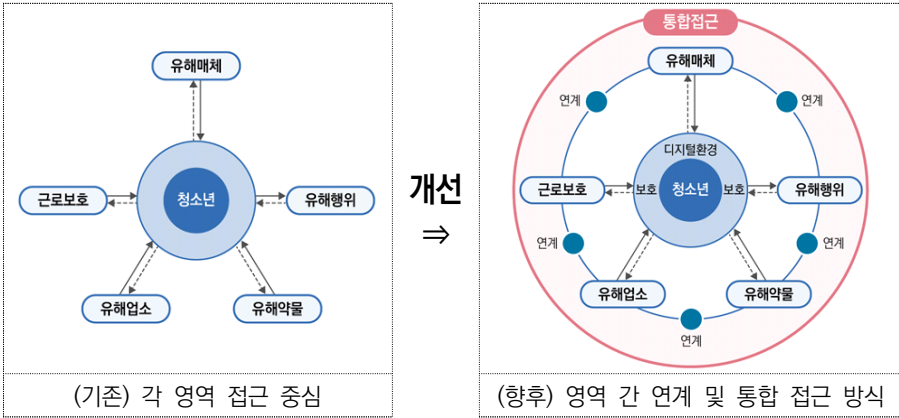 유해매체
근로보호
청소년
유해행위
유해업소
유해약물
(기존) 각 영역 접근 중심
개선
⇒
통합접근
유해매체
연계
연계
디지털환경
근로보호
보호
청소년
보호
유해행위
연계
연계
유해업소
유해약물
연계
(향후) 영역 간 연계 및 통합 접근 방식